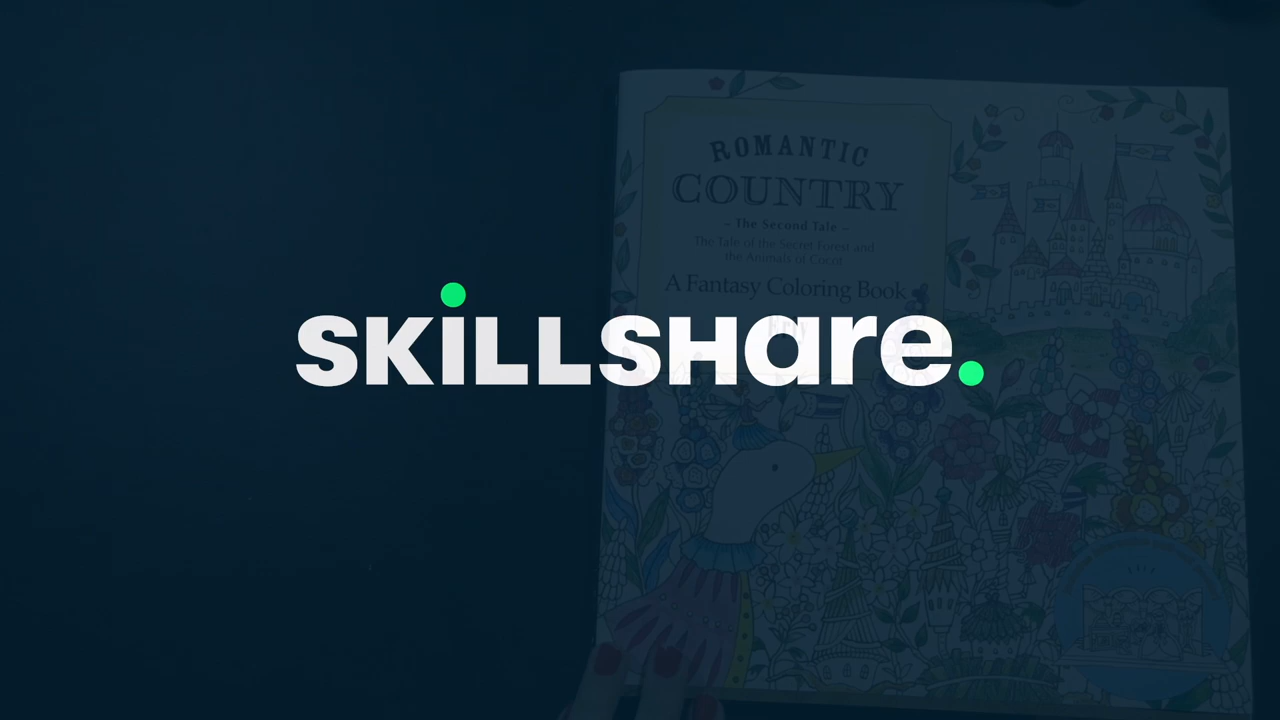 ROMANTIC
COUNTRY
– The Second Tale –
The Tale of the Secret Forest and
the Animals of Cocot
A Fantasy Coloring Book
SKILLSHare.